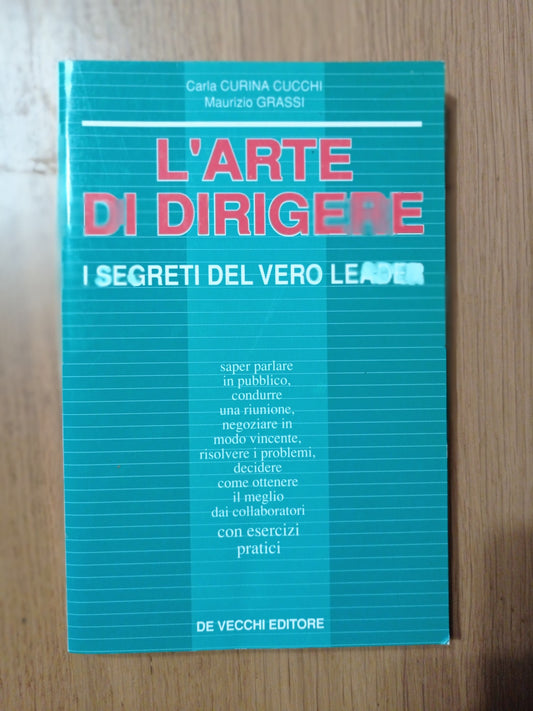 Carla CURINA CUCCHI
Maurizio GRASSI
L'ARTE
DI DIRIGERE
I SEGRETI DEL VERO LEADER
saper parlare
in pubblico,
condurre
una riunione,
negoziare in
modo vincente,
risolvere i problemi,
decidere
come ottenere
il meglio
dai collaboratori
con esercizi
pratici
DE VECCHI EDITORE